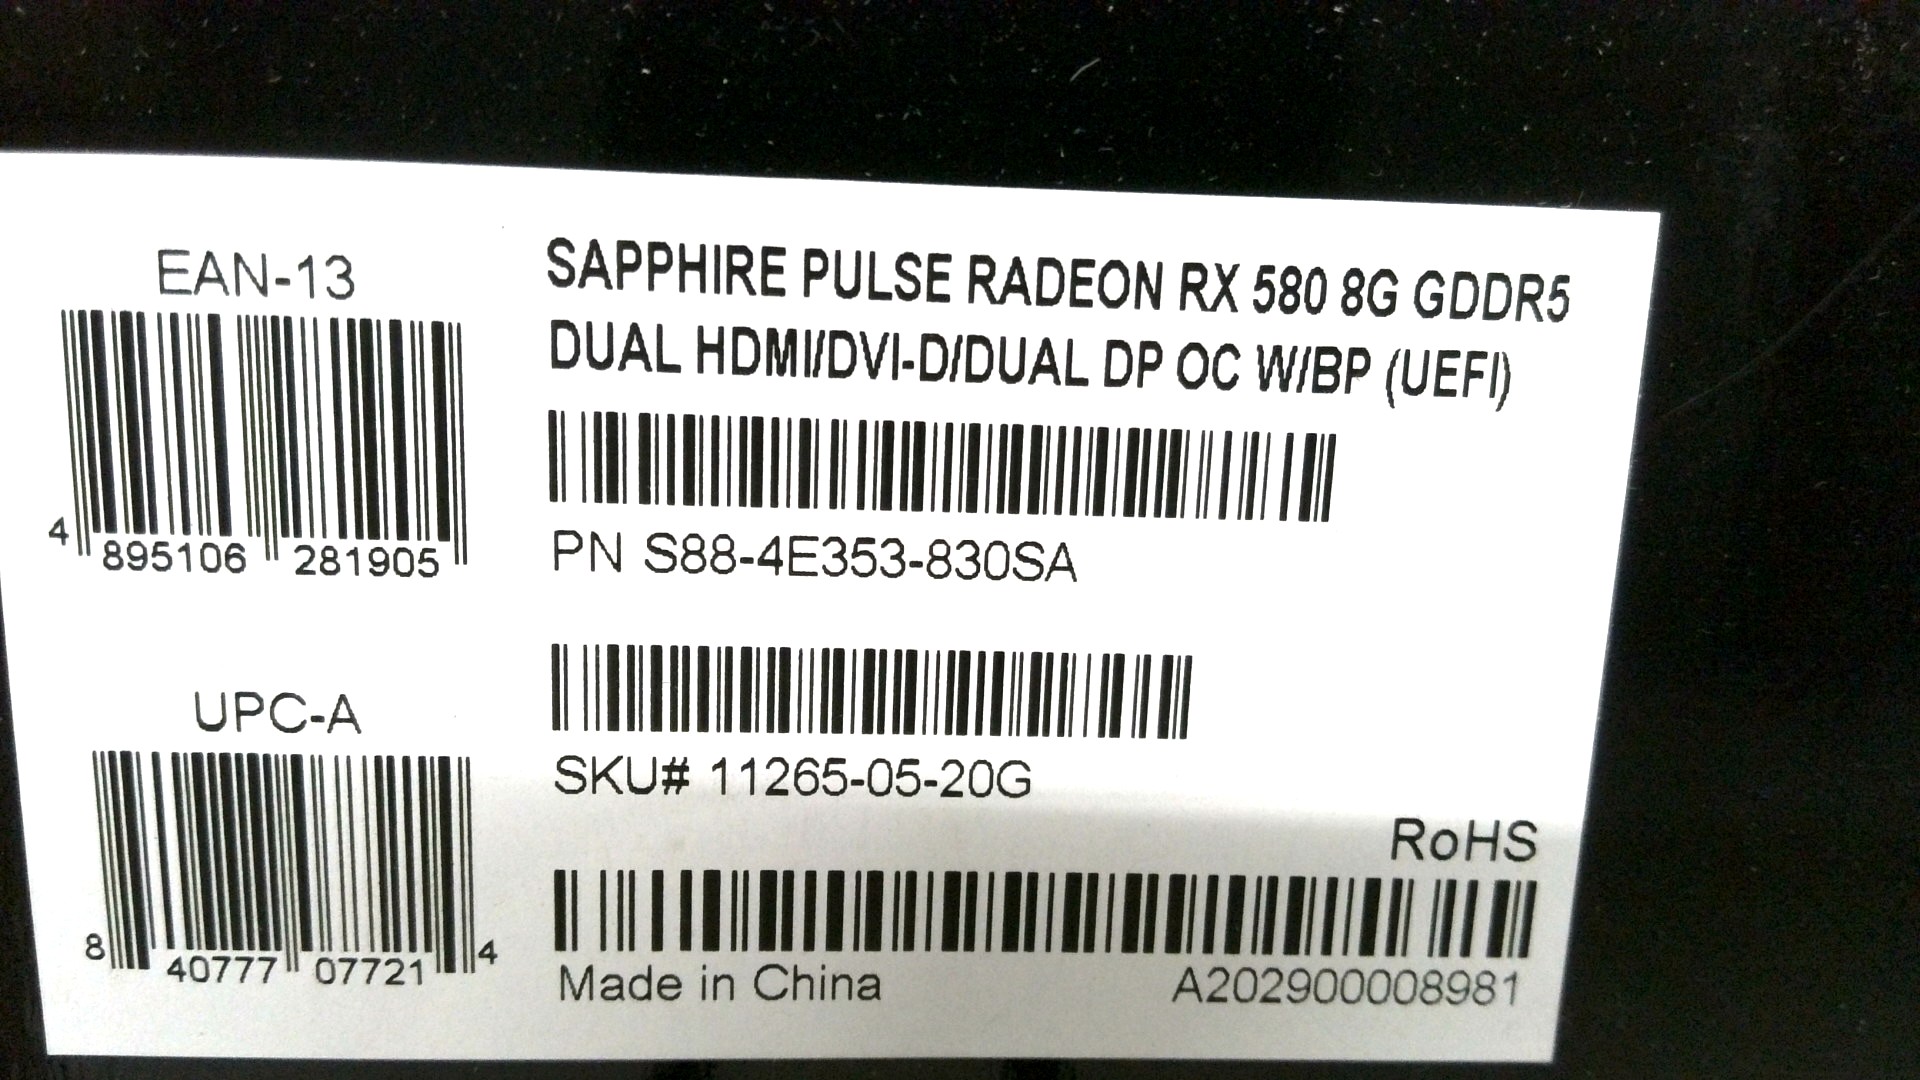 EAN-13
4 895106 281905
SAPPHIRE PULSE RADEON RX 580 8G GDDR5
DUAL HDMI/DVI-D/DUAL DP OC W/BP (UEFI)
PN S88-4E353-830SA
UPC-A
8 40777 07721 4
SKU# 11265-05-20G
RoHS
Made in China
A202900008981